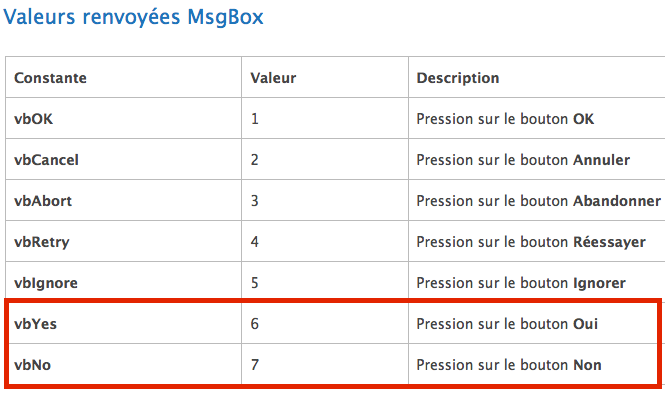 Valeurs renvoyées MsgBox
Constante Valeur Description
vbOK 1 Pression sur le bouton OK
vbCancel 2 Pression sur le bouton Annuler
vbAbort 3 Pression sur le bouton Abandonner
vbRetry 4 Pression sur le bouton Réessayer
vbIgnore 5 Pression sur le bouton Ignorer
vbYes 6 Pression sur le bouton Oui
vbNo 7 Pression sur le bouton Non